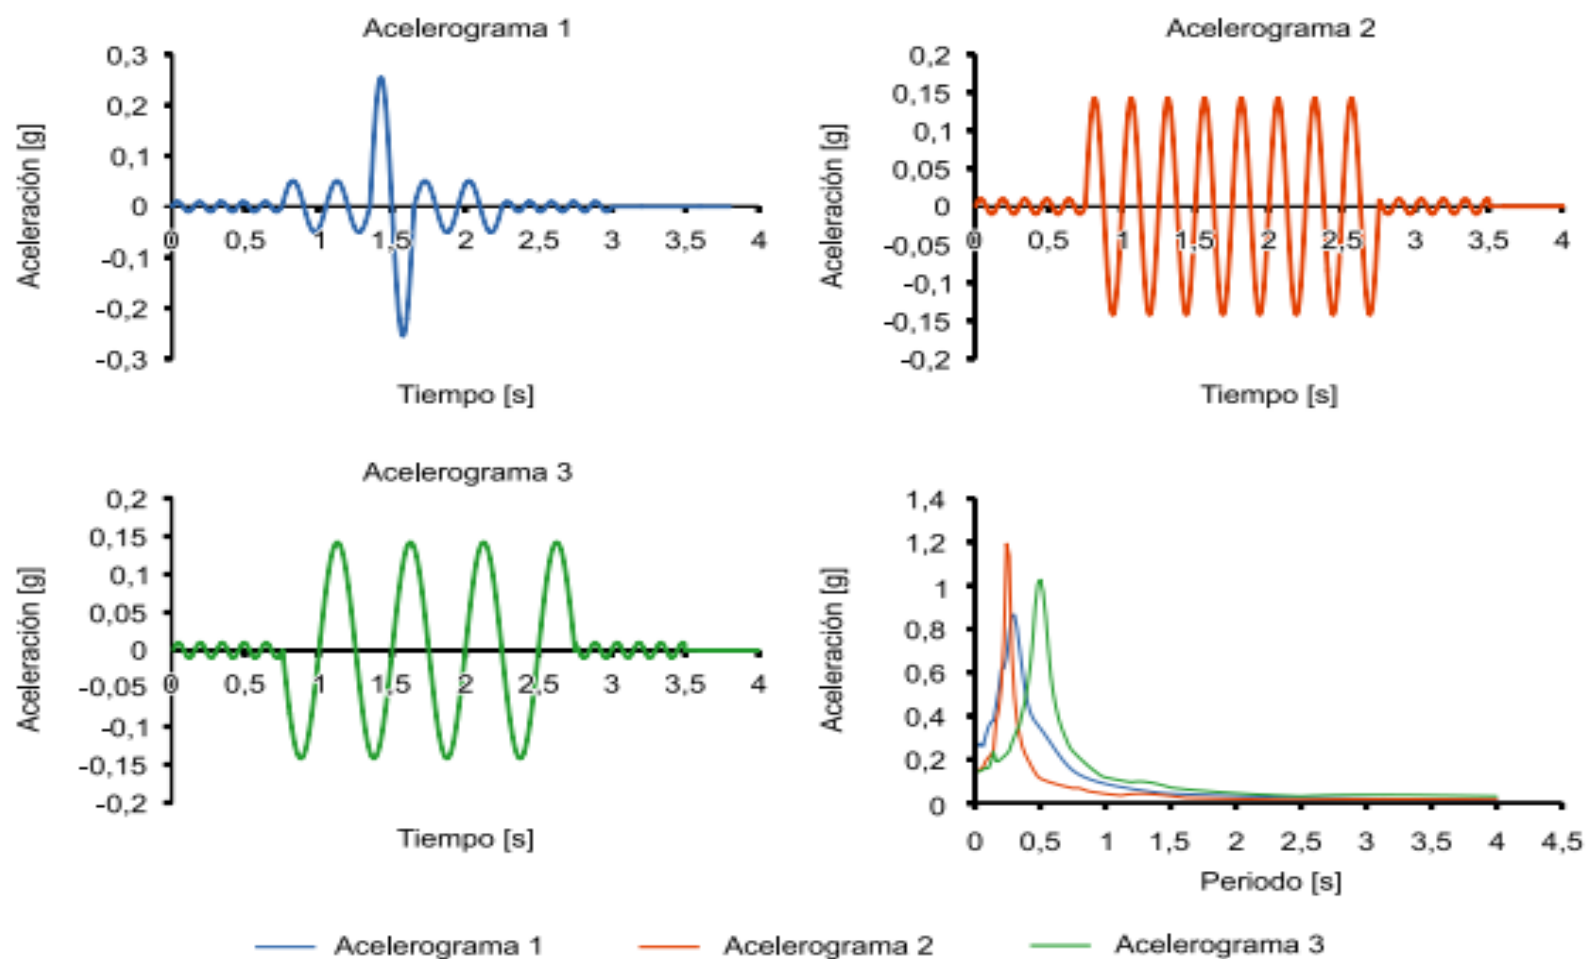 Acelerograma 1
Aceleración [g]
0,3
0,2
0,1
0
-0,1
-0,2
-0,3
0 0,5 1 1,5 2 2,5 3 3,5 4
Tiempo [s]
Acelerograma 2
Aceleración [g]
0,2
0,15
0,1
0,05
0
-0,05
-0,1
-0,15
-0,2
0 0,5 1 1,5 2 2,5 3 3,5 4
Tiempo [s]
Acelerograma 3
Aceleración [g]
0,2
0,15
0,1
0,05
0
-0,05
-0,1
-0,15
-0,2
0 0,5 1 1,5 2 2,5 3 3,5 4
Tiempo [s]
Aceleración [g]
1,4
1,2
1
0,8
0,6
0,4
0,2
0
0 0,5 1 1,5 2 2,5 3 3,5 4 4,5
Periodo [s]
Acelerograma 1 Acelerograma 2 Acelerograma 3